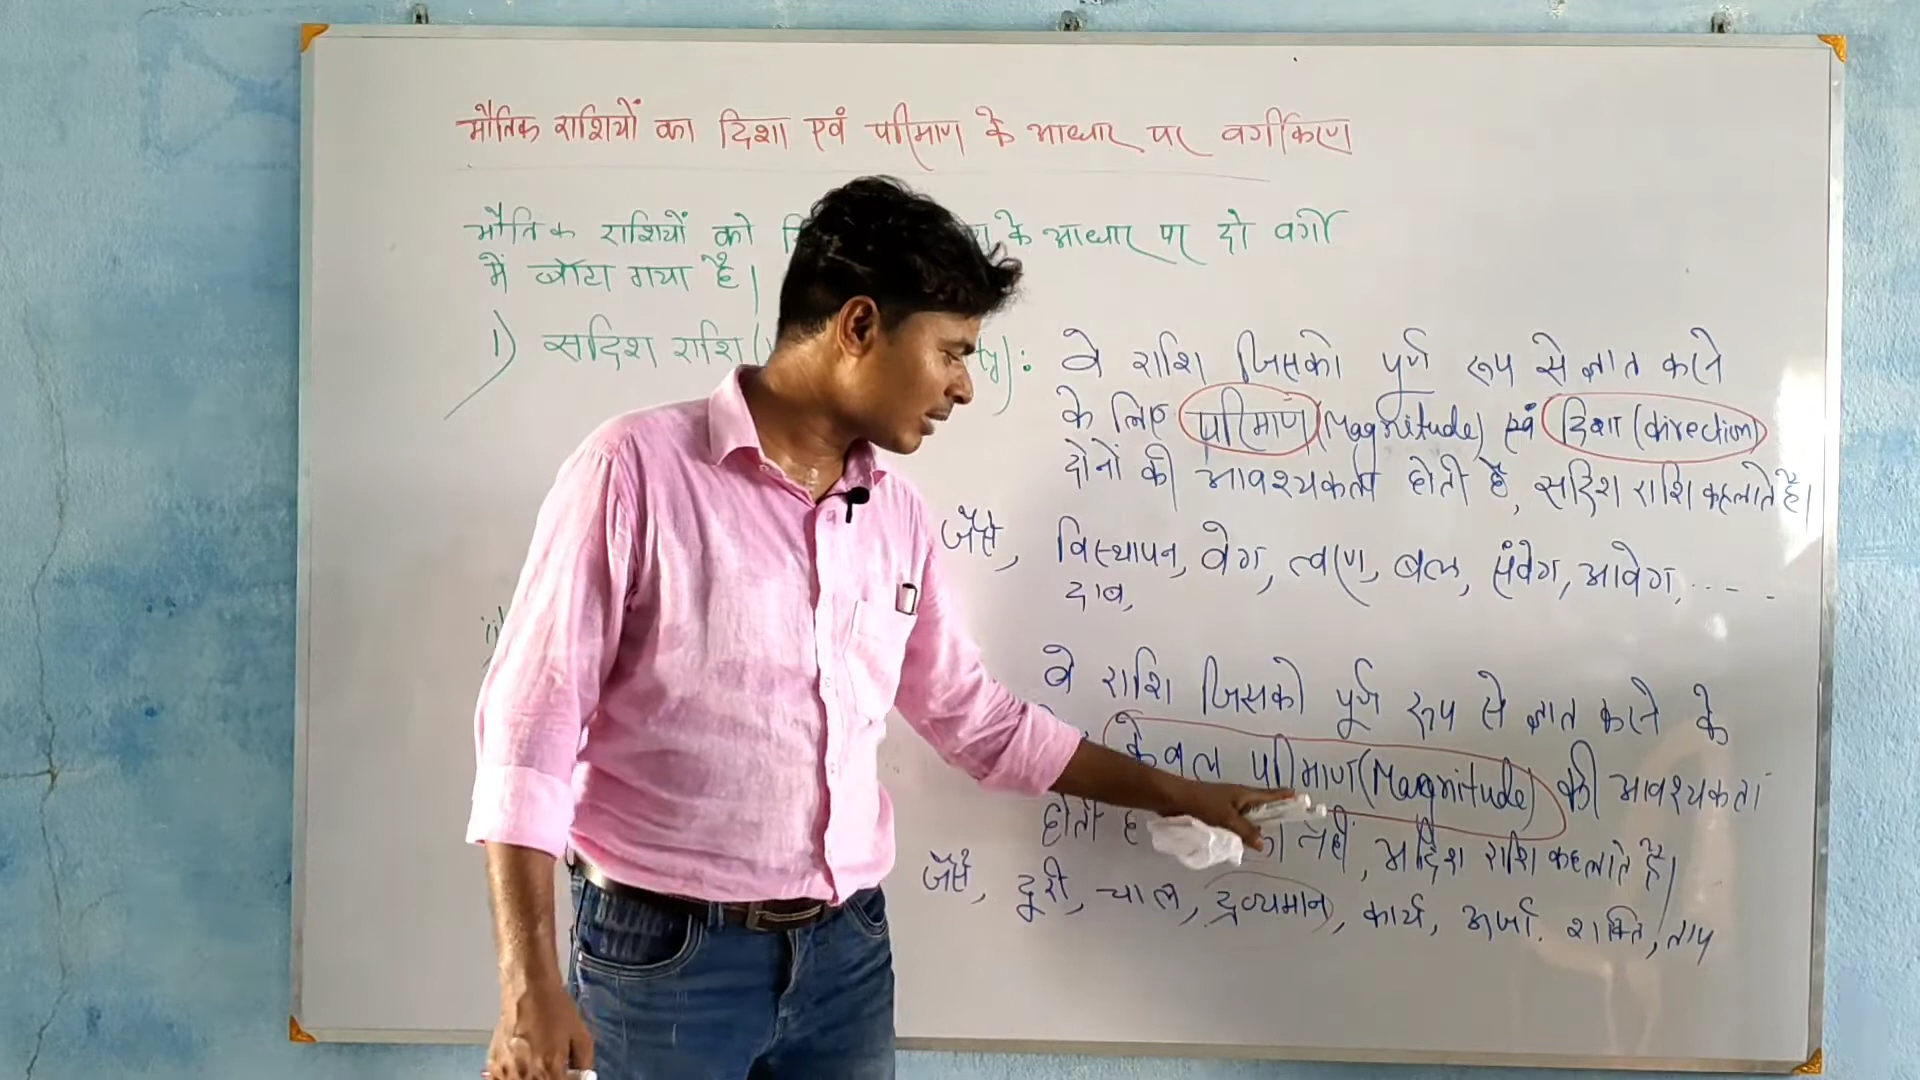 भौतिक राशियों का दिशा एवं परिमाण के आधार पर वर्गीकरण
भौतिक राशियों को के आधार पर दो वर्गों
में बाँटा गया है।
1) सदिश राशि ( ty) :
वे राशि जिसको पूर्ण रूप से ज्ञात करने
के लिए परिमाण (Magnitude) एवं दिशा (direction)
दोनों की आवश्यकता होती है, सदिश राशि कहलाते है।
जैसे, विस्थापन, वेग, त्वरण, बल, संवेग, आवेग, ----
दाब,
वे राशि जिसको पूर्ण रूप से ज्ञात करने के
केवल परिमाण (Magnitude) की आवश्यकता
होती नहीं, अदिश राशि कहलाते है।
जैसे, दूरी, चाल, द्रव्यमान, कार्य, ऊर्जा, शक्ति, ताप